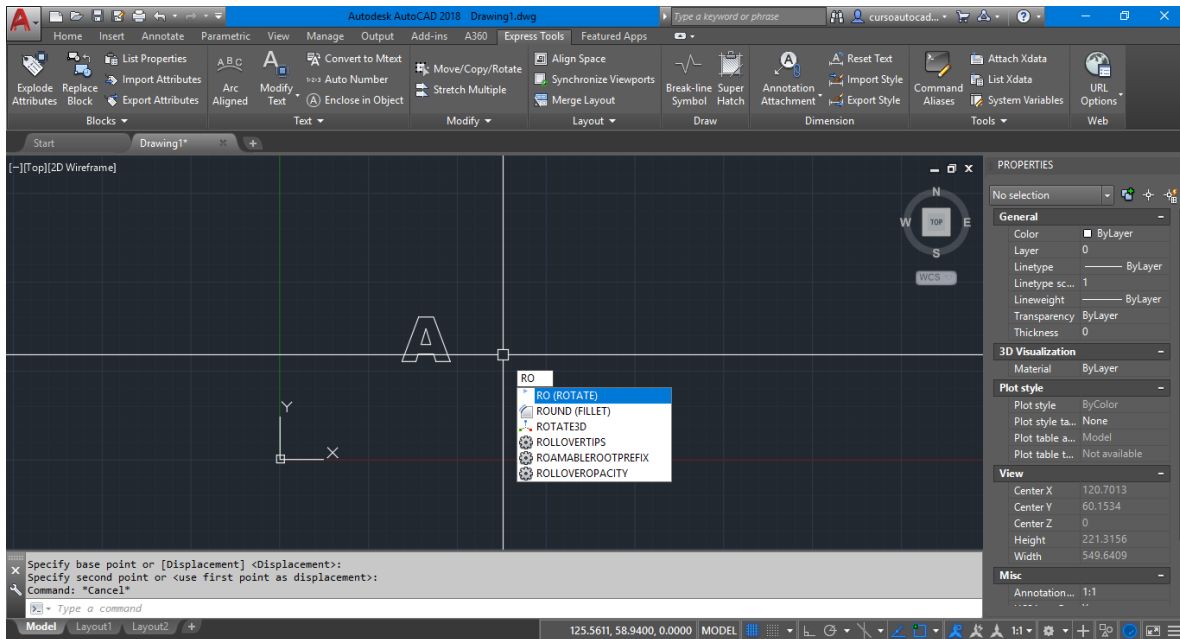 Autodesk AutoCAD 2018 Drawing1.dwg
Type a keyword or phrase
cursoautocad...
Home Insert Annotate Parametric View Manage Output Add-ins A360 Express Tools Featured Apps
Explode Attributes
Replace Block
List Properties
Import Attributes
Export Attributes
Blocks
ABC
Arc Aligned
Modify Text
Convert to Mtext
Auto Number
Enclose in Object
Text
Move/Copy/Rotate
Stretch Multiple
Modify
Align Space
Synchronize Viewports
Merge Layout
Layout
Break-line Symbol
Super Hatch
Draw
Annotation Attachment
Reset Text
Import Style
Export Style
Dimension
Command Aliases
Attach Xdata
List Xdata
System Variables
Tools
URL Options
Web
Start
Drawing1*
[−][Top][2D Wireframe]
N
W TOP E
S
WCS
A
RO
RO (ROTATE)
ROUND (FILLET)
ROTATE3D
ROLLOVERTIPS
ROAMABLEROOTPREFIX
ROLLOVEROPACITY
Y
X
PROPERTIES
No selection
General
Color ByLayer
Layer 0
Linetype ByLayer
Linetype sc... 1
Lineweight ByLayer
Transparency ByLayer
Thickness 0
3D Visualization
Material ByLayer
Plot style
Plot style ByColor
Plot style ta... None
Plot table a... Model
Plot table t... Not available
View
Center X 120.7013
Center Y 60.1534
Center Z 0
Height 221.3156
Width 549.6409
Misc
Annotation... 1:1
Specify base point or [Displacement] <Displacement>:
Specify second point or <use first point as displacement>:
Command: *Cancel*
Type a command
Model Layout1 Layout2 +
125.5611, 58.9400, 0.0000 MODEL 1:1